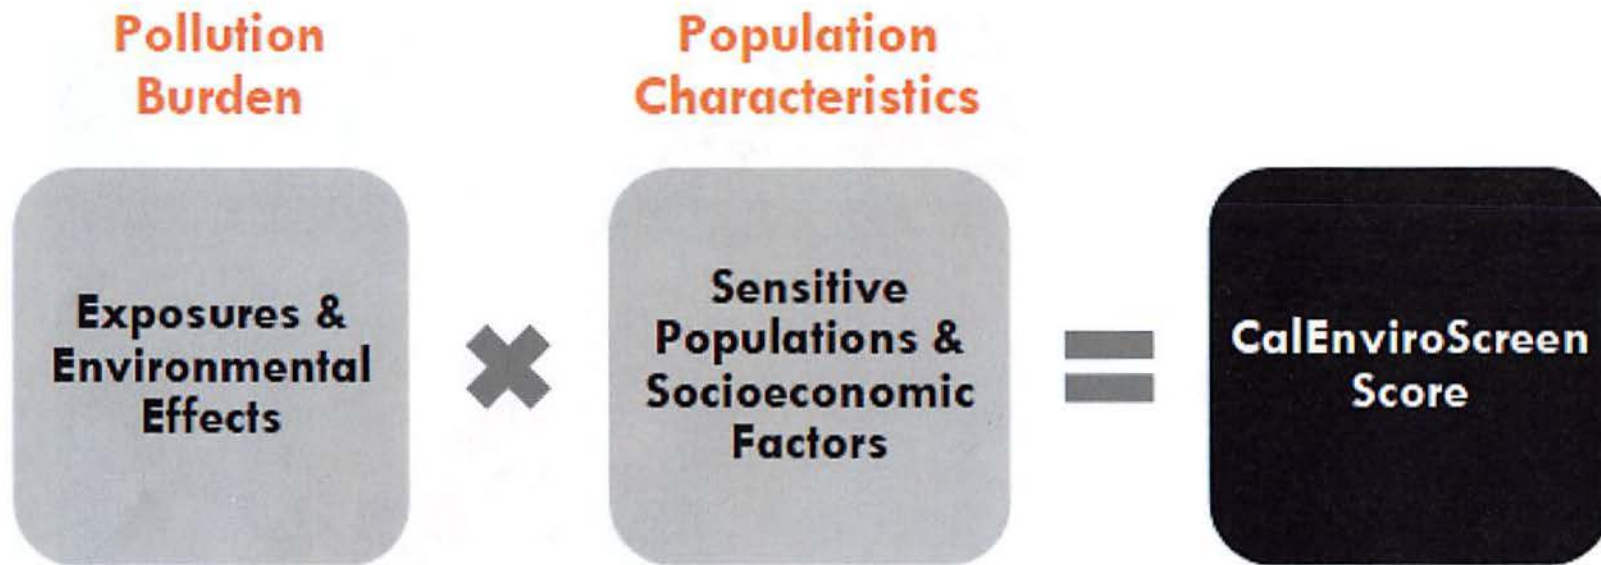 Pollution
Burden
Population
Characteristics
Exposures &
Environmental
Effects
Sensitive
Populations &
Socioeconomic
Factors
CalEnviroScreen
Score